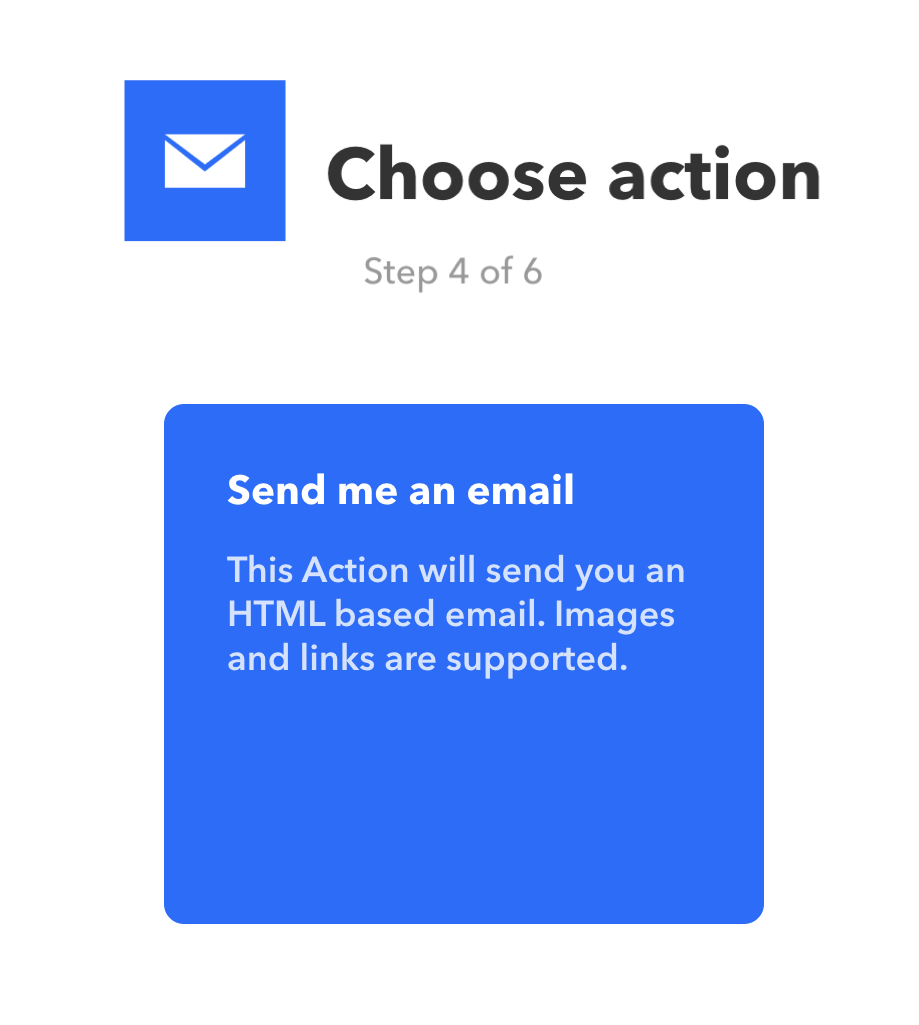 Choose action
Step 4 of 6
Send me an email
This Action will send you an
HTML based email. Images
and links are supported.